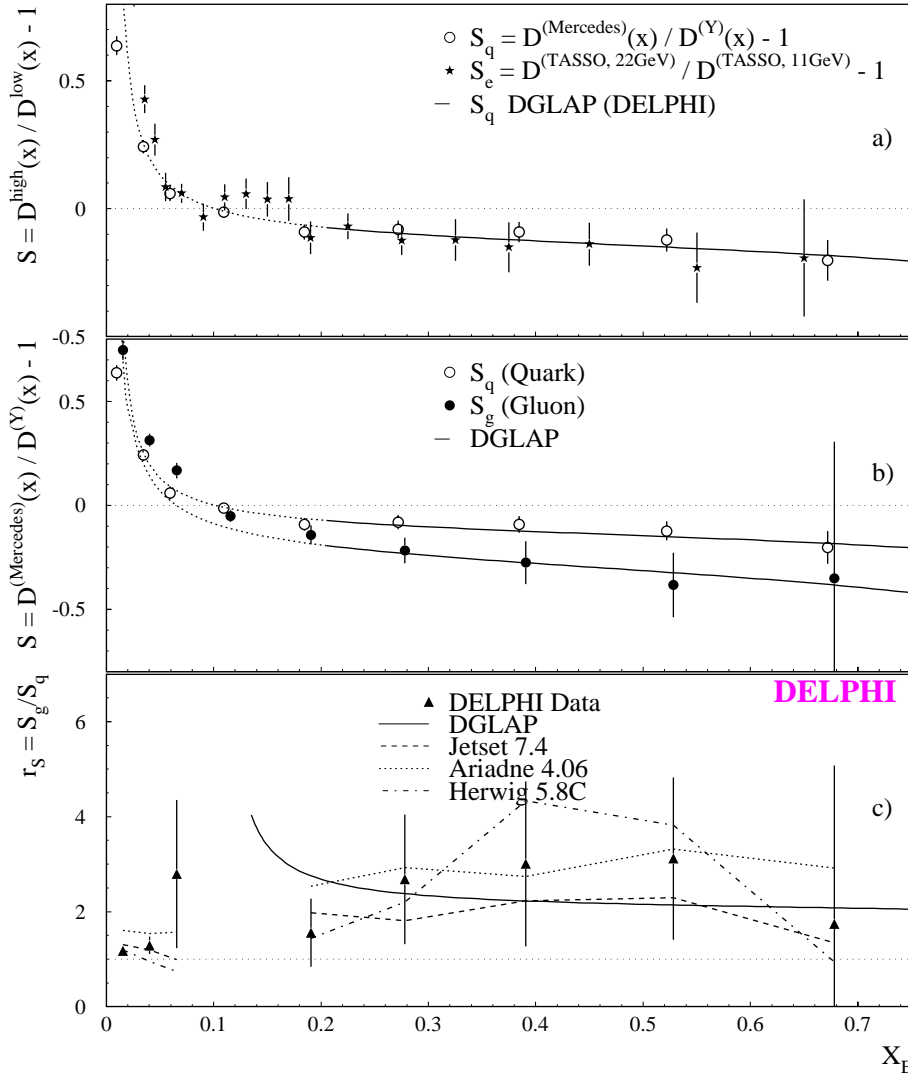 S = D^high(x) / D^low(x) - 1
0.5
0
-0.5
○ S_q = D^(Mercedes)(x) / D^(Y)(x) - 1
★ S_e = D^(TASSO, 22GeV) / D^(TASSO, 11GeV) - 1
— S_q DGLAP (DELPHI)
a)
S = D^(Mercedes)(x) / D^(Y)(x) - 1
0.5
0
-0.5
○ S_q (Quark)
● S_g (Gluon)
— DGLAP
b)
r_S = S_g/S_q
6
4
2
0
DELPHI
▲ DELPHI Data
DGLAP
Jetset 7.4
Ariadne 4.06
Herwig 5.8C
c)
0 0.1 0.2 0.3 0.4 0.5 0.6 0.7
X_E